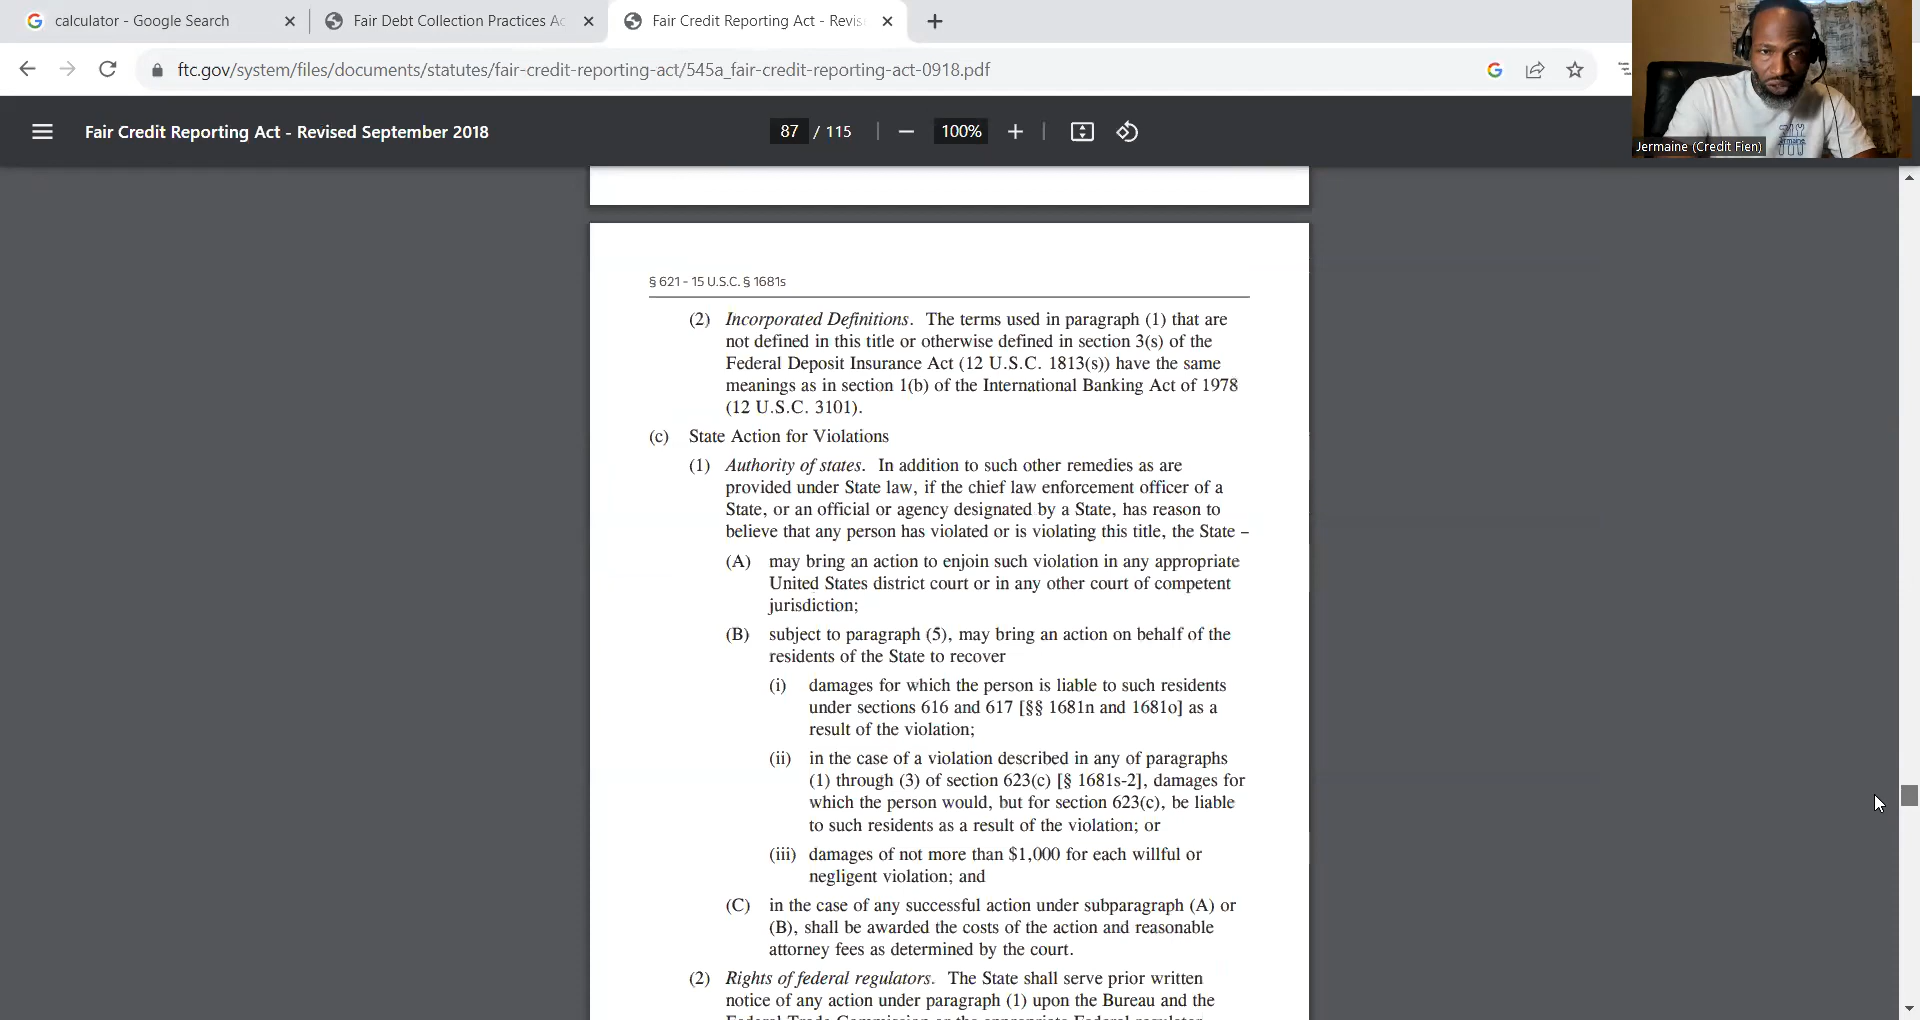 calculator - Google Search
Fair Debt Collection Practices Ac
Fair Credit Reporting Act - Revis
ftc.gov/system/files/documents/statutes/fair-credit-reporting-act/545a_fair-credit-reporting-act-0918.pdf
Jermaine (Credit Fien)
Fair Credit Reporting Act - Revised September 2018
87 / 115
100%
§ 621 - 15 U.S.C. § 1681s
(2) Incorporated Definitions. The terms used in paragraph (1) that are
not defined in this title or otherwise defined in section 3(s) of the
Federal Deposit Insurance Act (12 U.S.C. 1813(s)) have the same
meanings as in section 1(b) of the International Banking Act of 1978
(12 U.S.C. 3101).
(c) State Action for Violations
(1) Authority of states. In addition to such other remedies as are
provided under State law, if the chief law enforcement officer of a
State, or an official or agency designated by a State, has reason to
believe that any person has violated or is violating this title, the State –
(A) may bring an action to enjoin such violation in any appropriate
United States district court or in any other court of competent
jurisdiction;
(B) subject to paragraph (5), may bring an action on behalf of the
residents of the State to recover
(i) damages for which the person is liable to such residents
under sections 616 and 617 [§§ 1681n and 1681o] as a
result of the violation;
(ii) in the case of a violation described in any of paragraphs
(1) through (3) of section 623(c) [§ 1681s-2], damages for
which the person would, but for section 623(c), be liable
to such residents as a result of the violation; or
(iii) damages of not more than $1,000 for each willful or
negligent violation; and
(C) in the case of any successful action under subparagraph (A) or
(B), shall be awarded the costs of the action and reasonable
attorney fees as determined by the court.
(2) Rights of federal regulators. The State shall serve prior written
notice of any action under paragraph (1) upon the Bureau and the